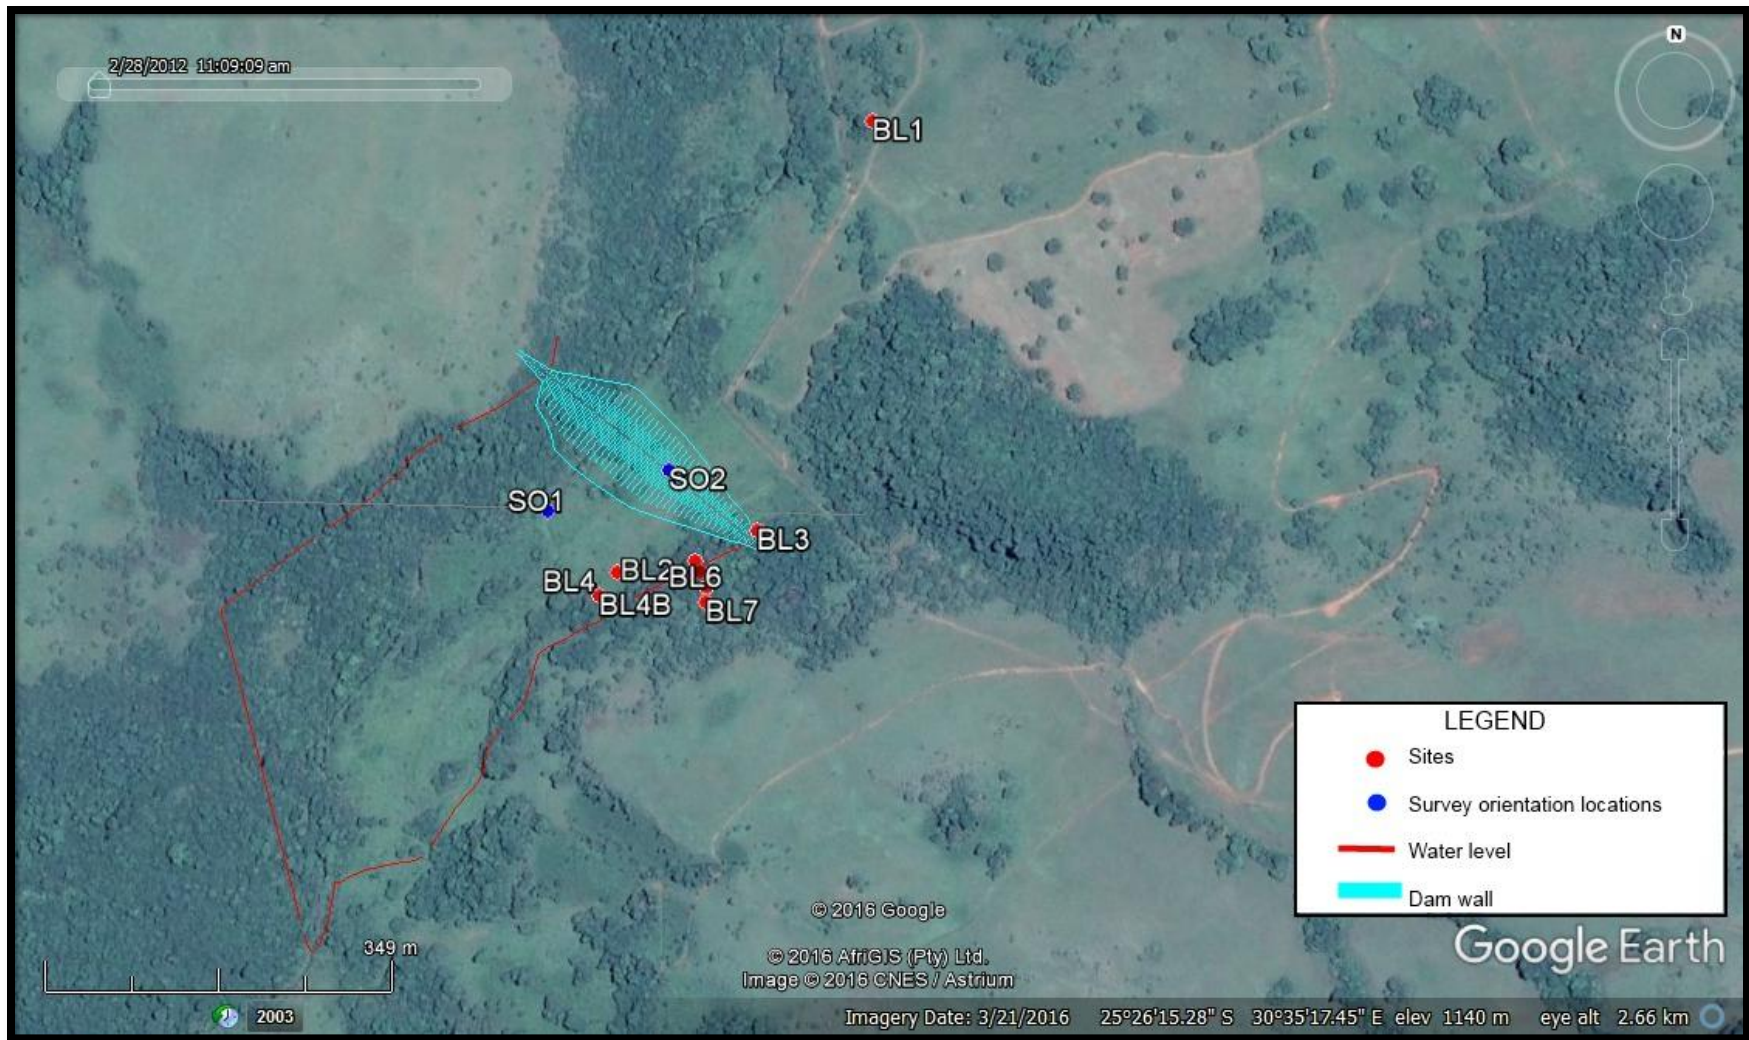 N
2/28/2012 11:09:09 am
BL1
SO2
SO1
BL3
BL2
BL6
BL4
BL4B
BL7
LEGEND
Sites
Survey orientation locations
Water level
Dam wall
© 2016 Google
349 m
© 2016 AfriGIS (Pty) Ltd.
Image © 2016 CNES / Astrium
Google Earth
2003
Imagery Date: 3/21/2016 25°26'15.28" S 30°35'17.45" E elev 1140 m eye alt 2.66 km